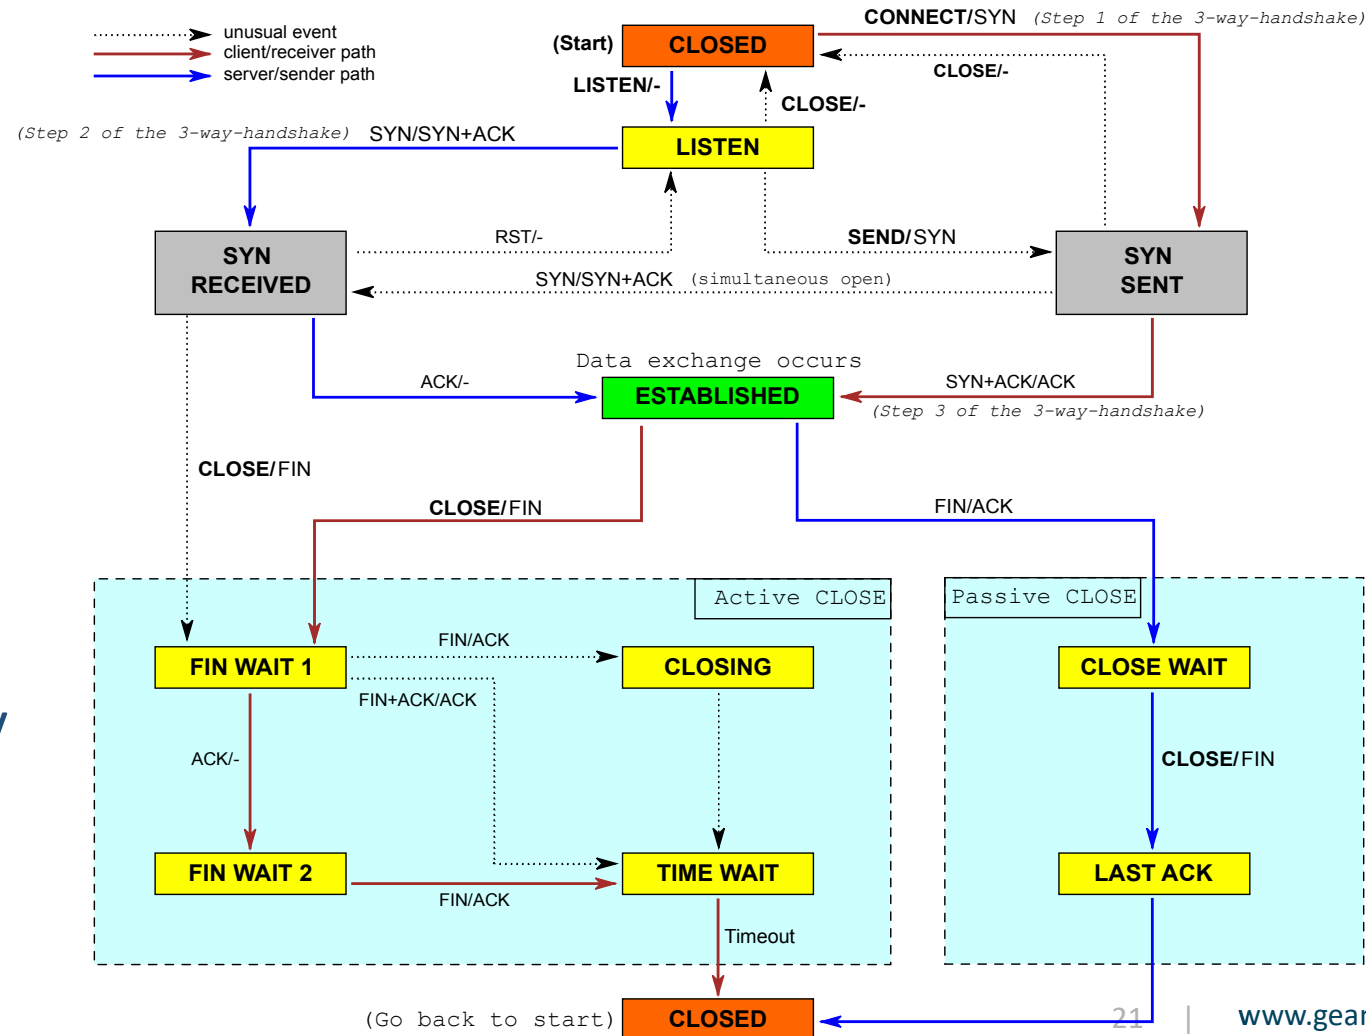 CONNECT/SYN (Step 1 of the 3-way-handshake)
unusual event
client/receiver path
server/sender path
(Start)
CLOSED
CLOSE/-
LISTEN/-
CLOSE/-
(Step 2 of the 3-way-handshake)
SYN/SYN+ACK
LISTEN
RST/-
SEND/SYN
SYN
RECEIVED
SYN
SENT
SYN/SYN+ACK (simultaneous open)
Data exchange occurs
ACK/-
ESTABLISHED
SYN+ACK/ACK
(Step 3 of the 3-way-handshake)
CLOSE/FIN
CLOSE/FIN
FIN/ACK
Active CLOSE
Passive CLOSE
FIN WAIT 1
FIN/ACK
CLOSING
CLOSE WAIT
FIN+ACK/ACK
ACK/-
CLOSE/FIN
FIN WAIT 2
FIN/ACK
TIME WAIT
LAST ACK
Timeout
(Go back to start)
CLOSED
21 | www.gear